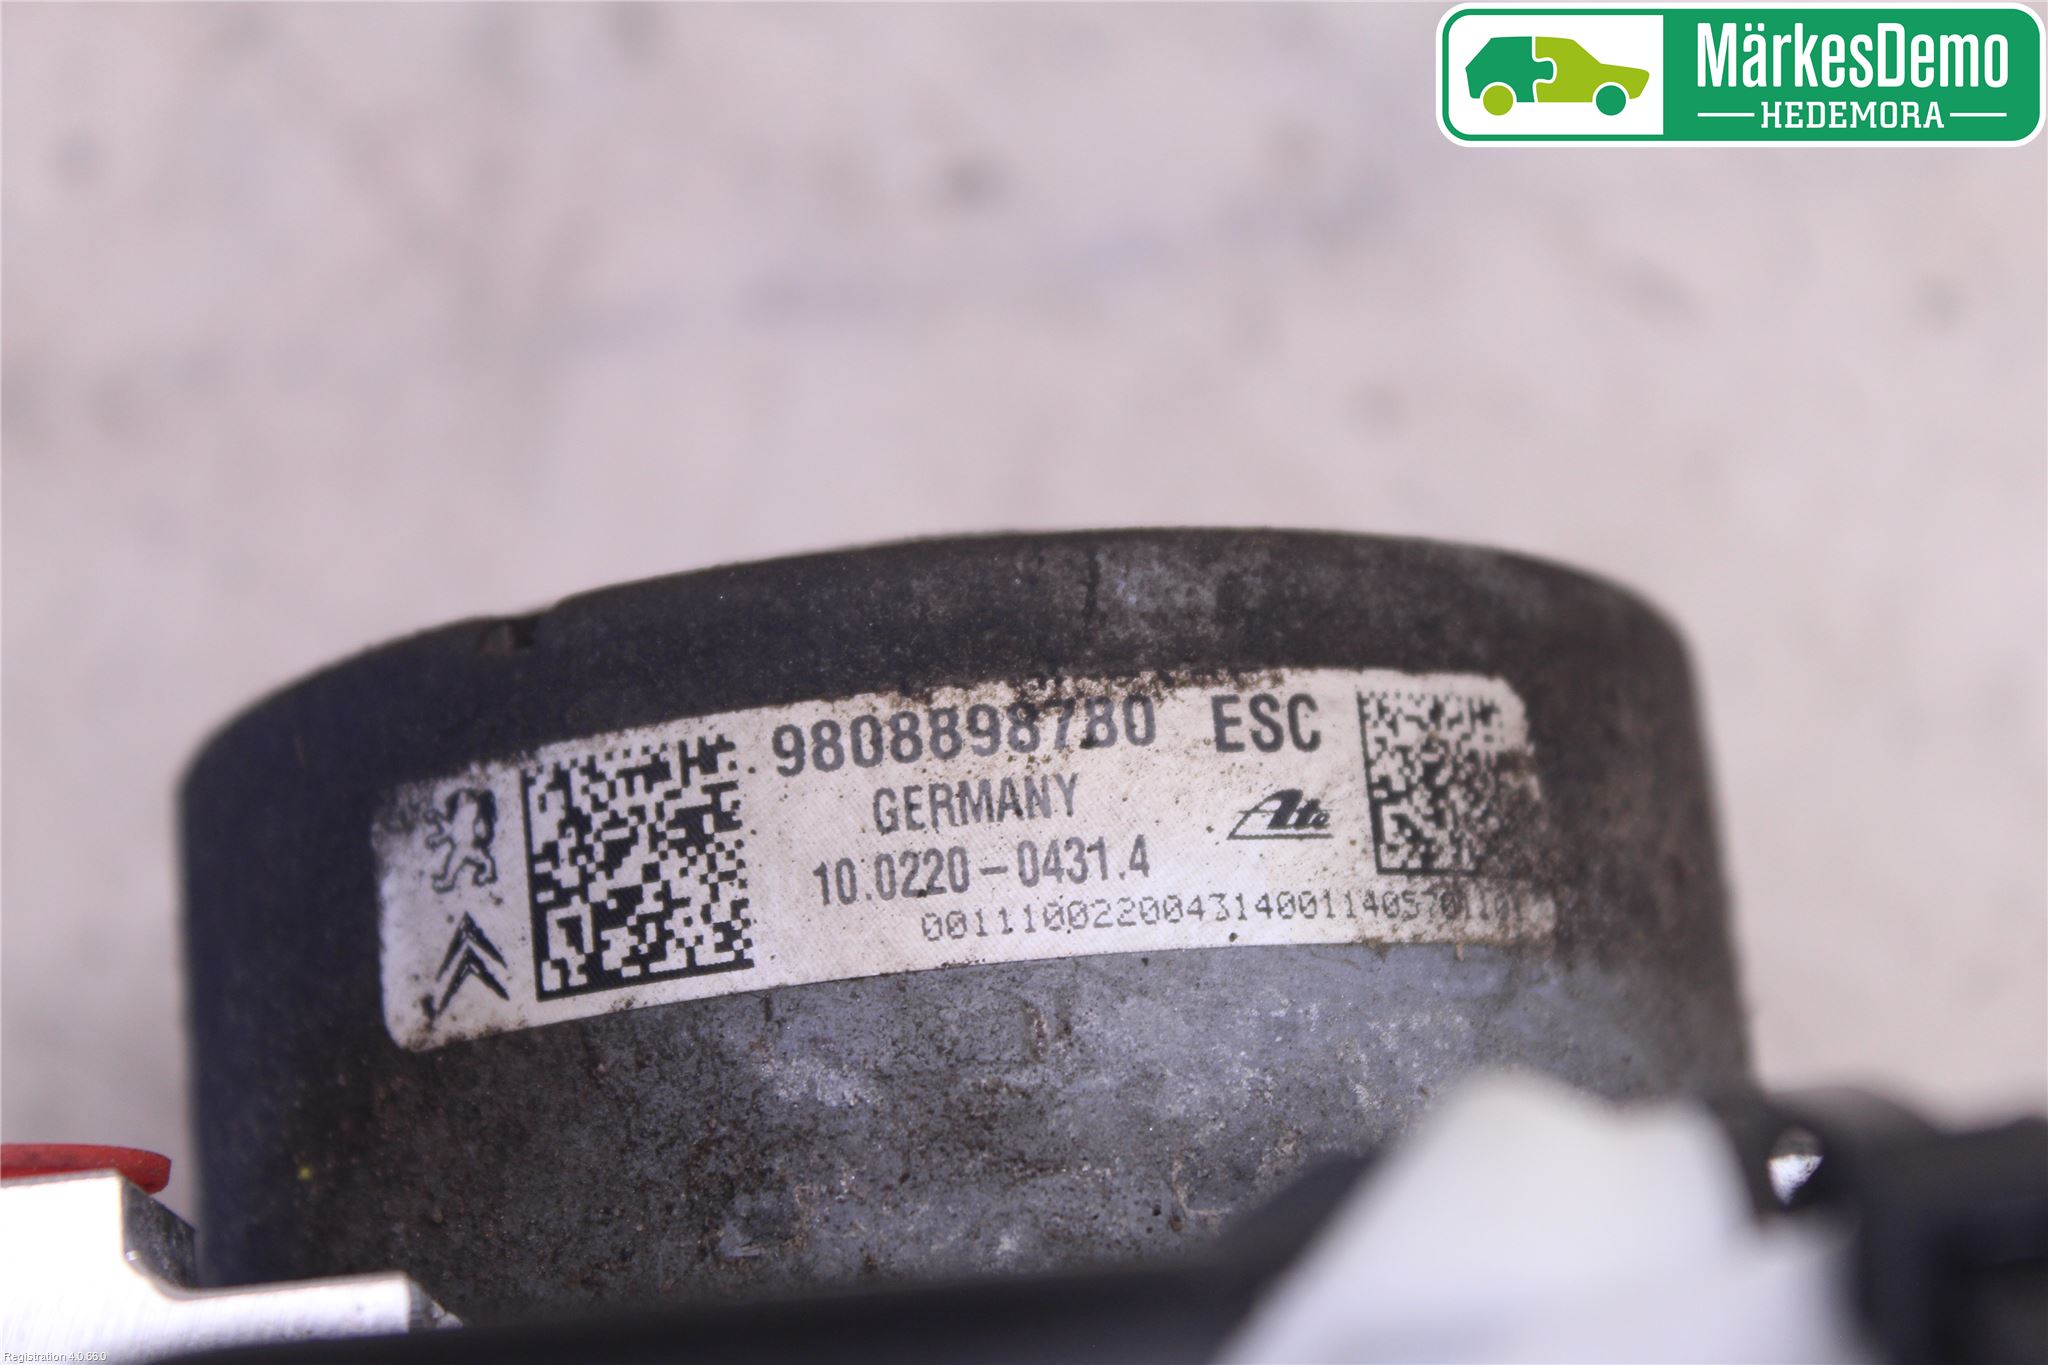 MärkesDemo
HEDEMORA
9808898780 ESC
GERMANY
Ate
10.0220-0431.4
Registration 4.0.66.0